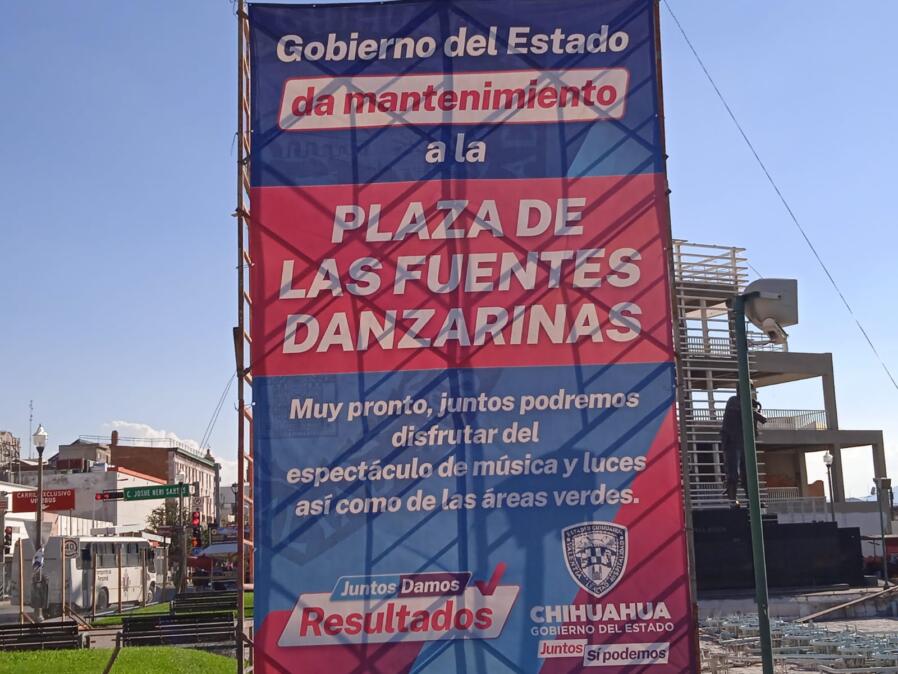 Gobierno del Estado
da mantenimiento
a la
PLAZA DE
LAS FUENTES
DANZARINAS
Muy pronto, juntos podremos
disfrutar del
espectáculo de música y luces
así como de las áreas verdes.
Juntos Damos
Resultados
CHIHUAHUA
GOBIERNO DEL ESTADO
Juntos
Sí podemos
CARRIL EXCLUSIVO
C. JOSUE NERI SANT